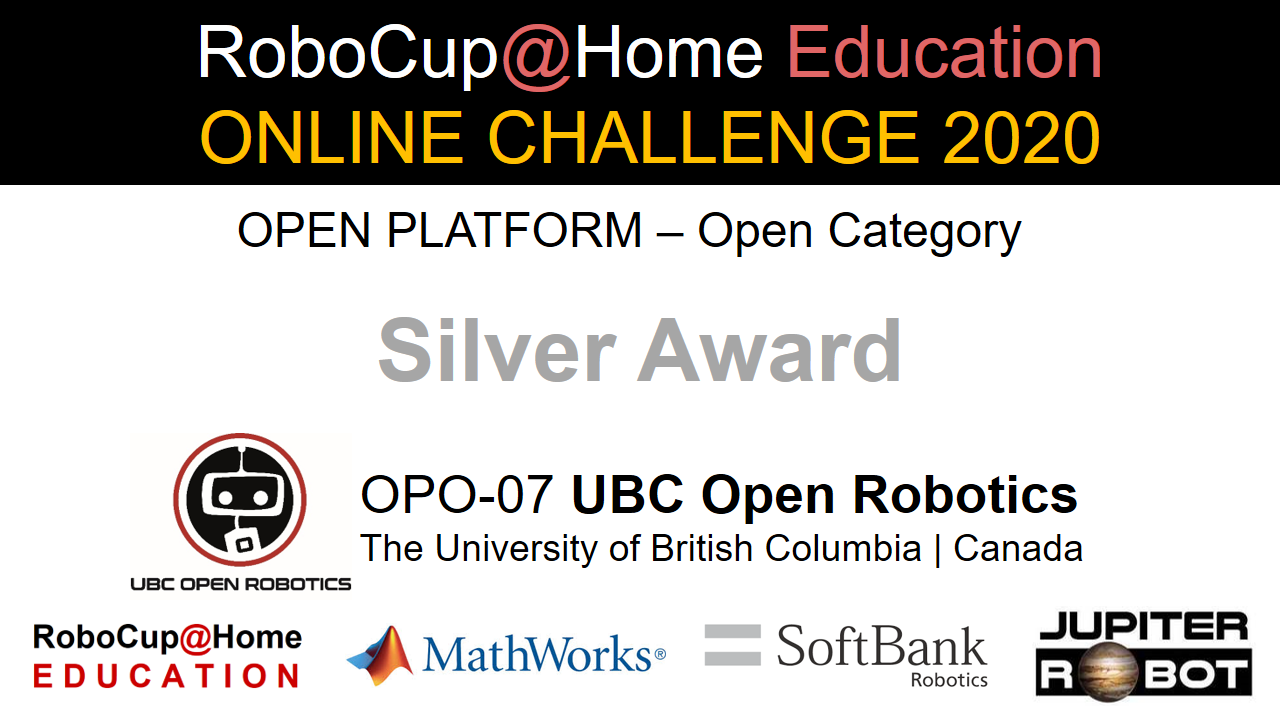 RoboCup@Home Education
ONLINE CHALLENGE 2020
OPEN PLATFORM – Open Category
Silver Award
OPO-07 UBC Open Robotics
The University of British Columbia | Canada
UBC OPEN ROBOTICS
RoboCup@Home
EDUCATION
MathWorks®
SoftBank
Robotics
JUPITER
ROBOT